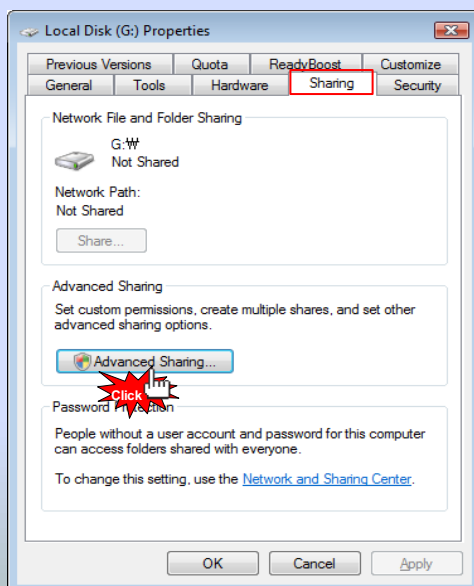 Local Disk (G:) Properties
Previous Versions Quota ReadyBoost Customize
General Tools Hardware Sharing Security
Network File and Folder Sharing
G:₩
Not Shared
Network Path:
Not Shared
Share...
Advanced Sharing
Set custom permissions, create multiple shares, and set other
advanced sharing options.
Advanced Sharing...
Click
Password Protection
People without a user account and password for this computer
can access folders shared with everyone.
To change this setting, use the Network and Sharing Center.
OK Cancel Apply